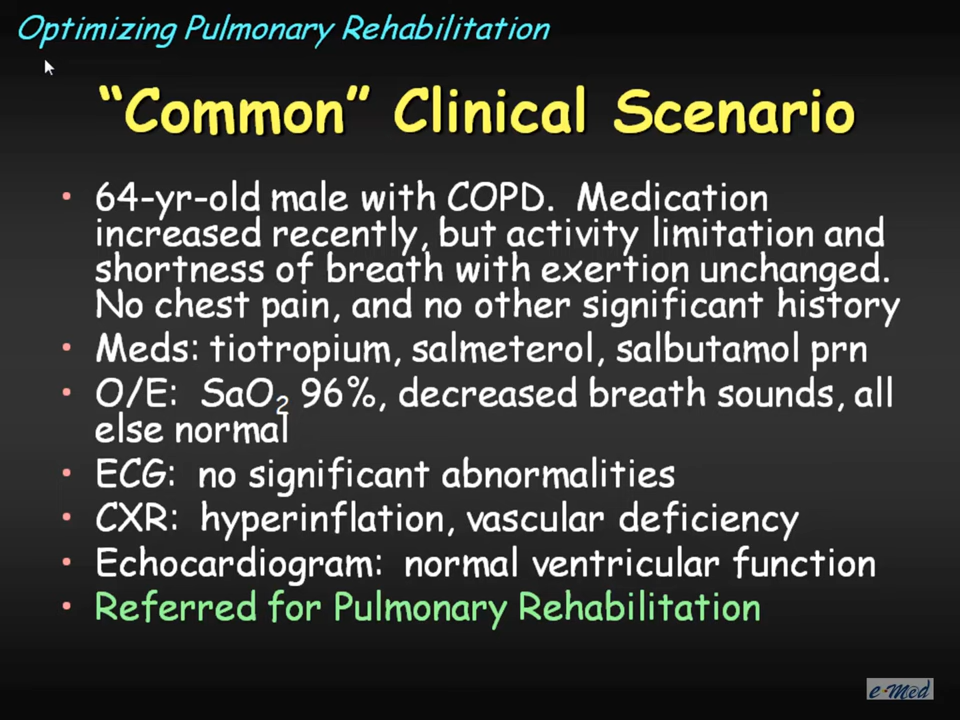 Optimizing Pulmonary Rehabilitation
“Common” Clinical Scenario
• 64-yr-old male with COPD. Medication
increased recently, but activity limitation and
shortness of breath with exertion unchanged.
No chest pain, and no other significant history
• Meds: tiotropium, salmeterol, salbutamol prn
• O/E: SaO₂ 96%, decreased breath sounds, all
else normal
• ECG: no significant abnormalities
• CXR: hyperinflation, vascular deficiency
• Echocardiogram: normal ventricular function
• Referred for Pulmonary Rehabilitation
e-Med